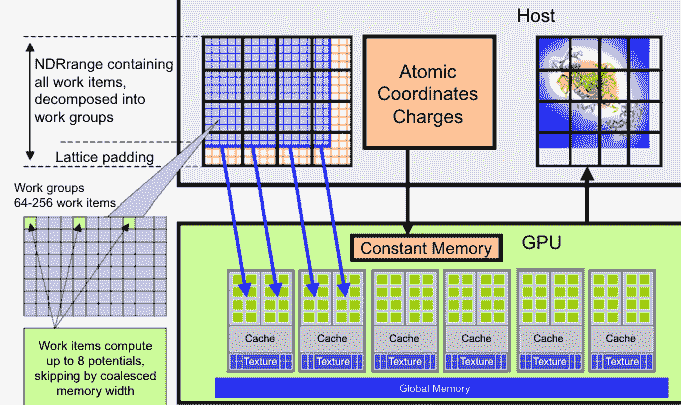 Host
NDRrange containing
all work items,
decomposed into
work groups
Lattice padding
Atomic
Coordinates
Charges
Work groups
64-256 work items
Constant Memory
GPU
Cache
Cache
Cache
Cache
Cache
Cache
Texture
Texture
Texture
Texture
Texture
Texture
Global Memory
Work items compute
up to 8 potentials,
skipping by coalesced
memory width